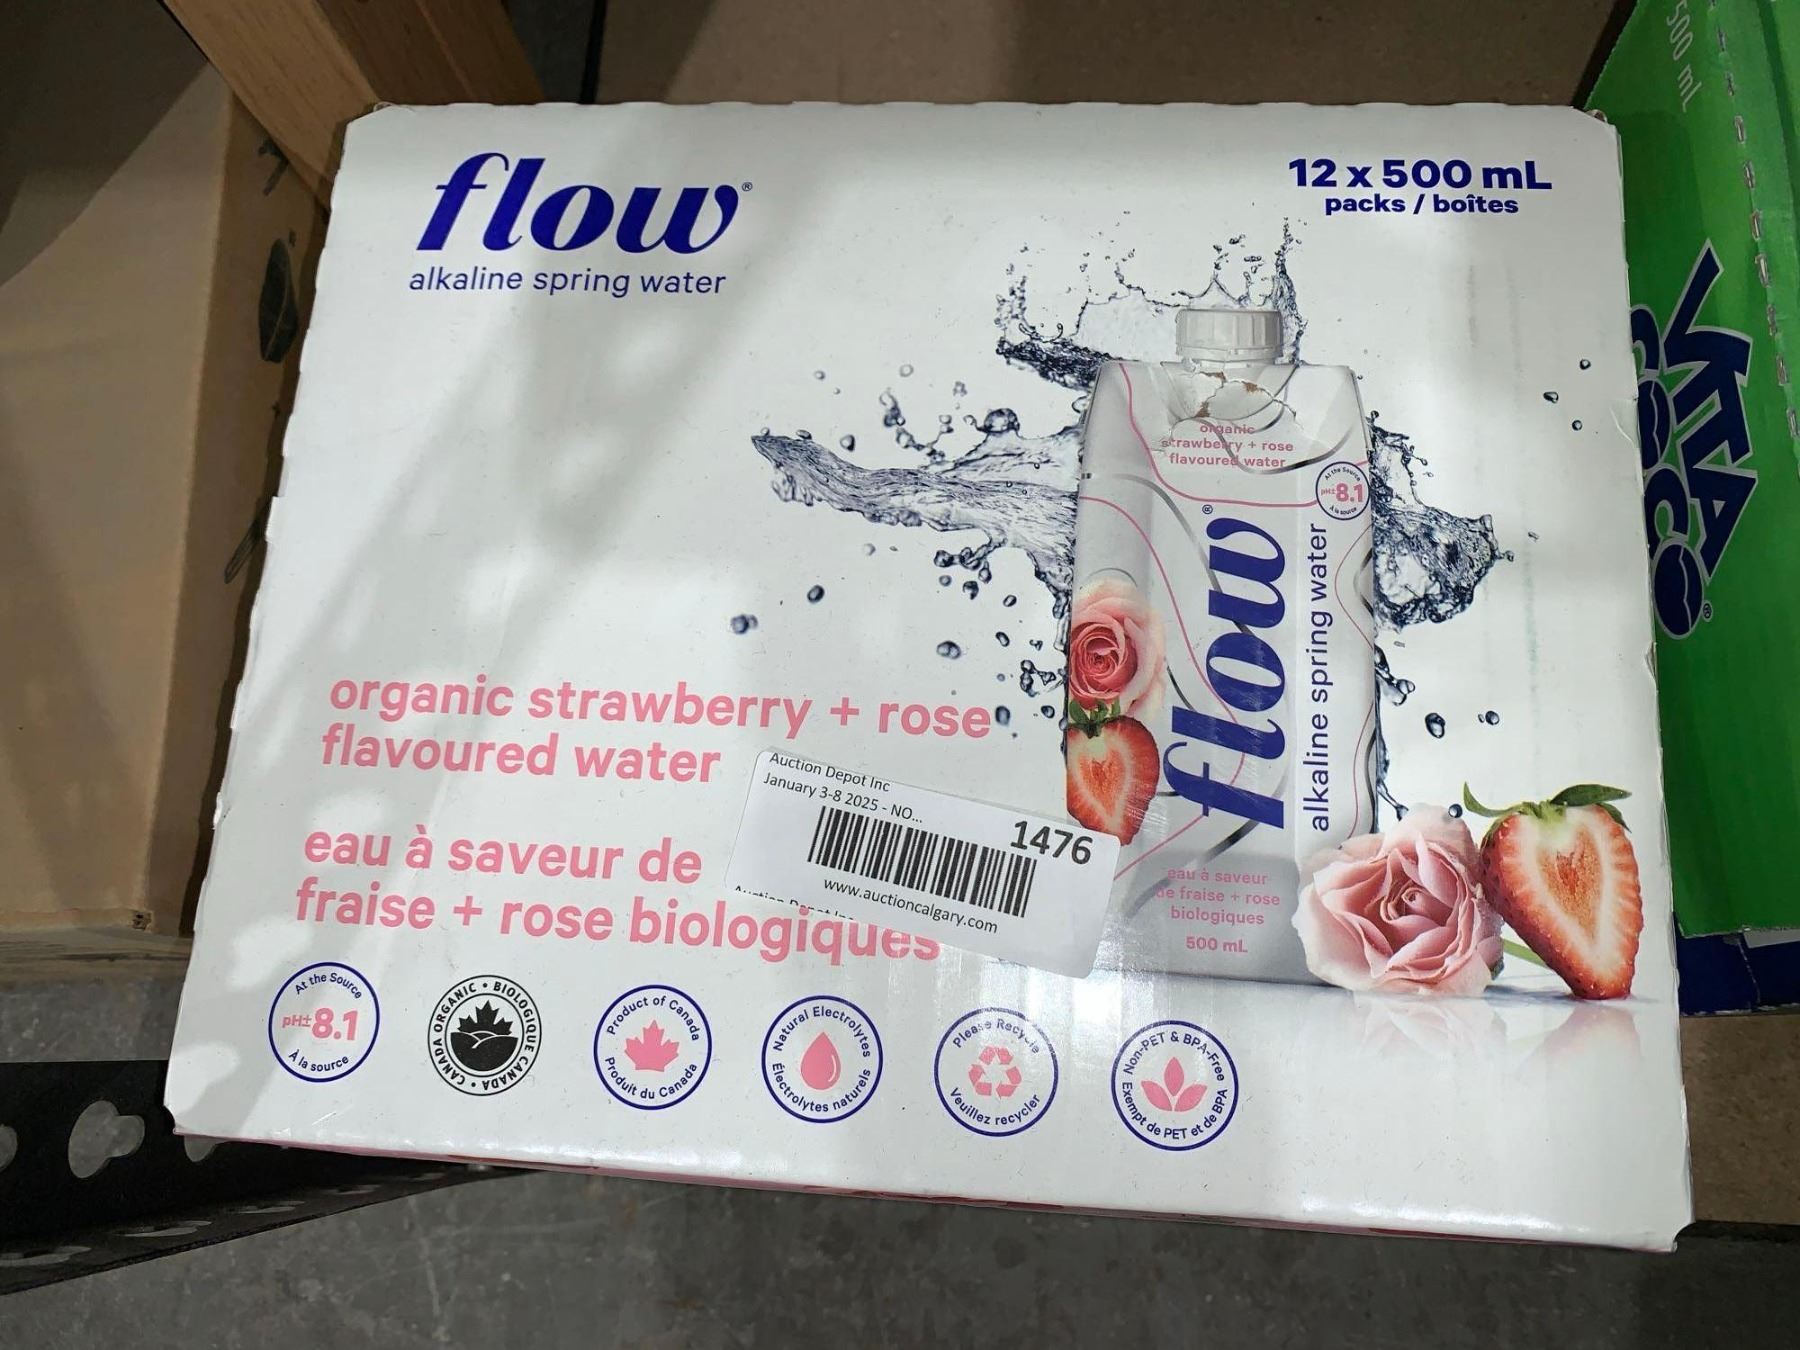 flow®
alkaline spring water
12 x 500 mL
packs / boîtes
organic
strawberry + rose
flavoured water
At the Source
pH± 8.1
À la source
flow®
alkaline spring water
eau à saveur
de fraise + rose
biologiques
500 mL
organic strawberry + rose
flavoured water
eau à saveur de
fraise + rose biologiques
Auction Depot Inc
January 3-8 2025 - NO...
1476
www.auctioncalgary.com
Auction Depot Inc
At the Source
pH± 8.1
À la source
CANADA ORGANIC • BIOLOGIQUE CANADA •
Product of Canada
Produit du Canada
Natural Electrolytes
Électrolytes naturels
Please Recycle
Veuillez recycler
Non-PET & BPA-Free
Exempt de PET et de BPA
500 mL
VITA
COCO®